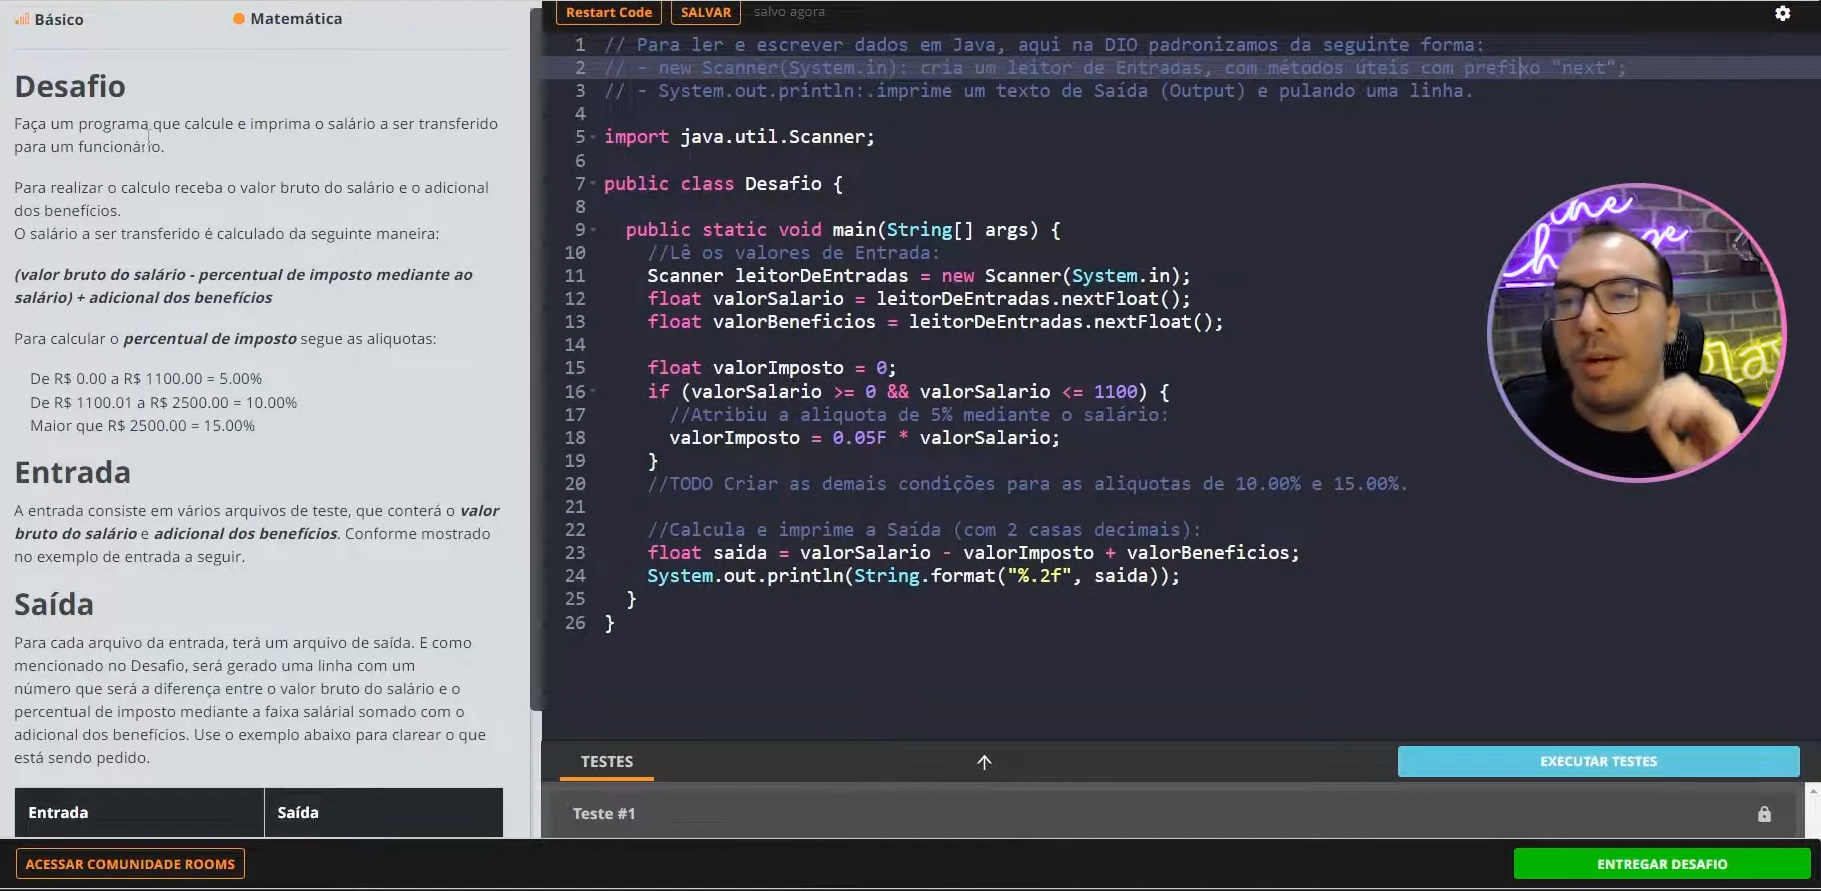 Básico
Matemática
Desafio
Faça um programa que calcule e imprima o salário a ser transferido
para um funcionário.
Para realizar o calculo receba o valor bruto do salário e o adicional
dos benefícios.
O salário a ser transferido é calculado da seguinte maneira:
(valor bruto do salário - percentual de imposto mediante ao
salário) + adicional dos benefícios
Para calcular o percentual de imposto segue as aliquotas:
De R$ 0.00 a R$ 1100.00 = 5.00%
De R$ 1100.01 a R$ 2500.00 = 10.00%
Maior que R$ 2500.00 = 15.00%
Entrada
A entrada consiste em vários arquivos de teste, que conterá o valor
bruto do salário e adicional dos benefícios. Conforme mostrado
no exemplo de entrada a seguir.
Saída
Para cada arquivo da entrada, terá um arquivo de saída. E como
mencionado no Desafio, será gerado uma linha com um
número que será a diferença entre o valor bruto do salário e o
percentual de imposto mediante a faixa salárial somado com o
adicional dos benefícios. Use o exemplo abaixo para clarear o que
está sendo pedido.
Entrada Saída
ACESSAR COMUNIDADE ROOMS
Restart Code SALVAR salvo agora
1 // Para ler e escrever dados em Java, aqui na DIO padronizamos da seguinte forma:
2 // - new Scanner(System.in): cria um leitor de Entradas, com métodos úteis com prefixo "next";
3 // - System.out.println:.imprime um texto de Saída (Output) e pulando uma linha.
4
5 import java.util.Scanner;
6
7 public class Desafio {
8
9 public static void main(String[] args) {
10 //Lê os valores de Entrada:
11 Scanner leitorDeEntradas = new Scanner(System.in);
12 float valorSalario = leitorDeEntradas.nextFloat();
13 float valorBeneficios = leitorDeEntradas.nextFloat();
14
15 float valorImposto = 0;
16 if (valorSalario >= 0 && valorSalario <= 1100) {
17 //Atribiu a aliquota de 5% mediante o salário:
18 valorImposto = 0.05F * valorSalario;
19 }
20 //TODO Criar as demais condições para as aliquotas de 10.00% e 15.00%.
21
22 //Calcula e imprime a Saída (com 2 casas decimais):
23 float saida = valorSalario - valorImposto + valorBeneficios;
24 System.out.println(String.format("%.2f", saida));
25 }
26 }
TESTES
EXECUTAR TESTES
Teste #1
ENTREGAR DESAFIO